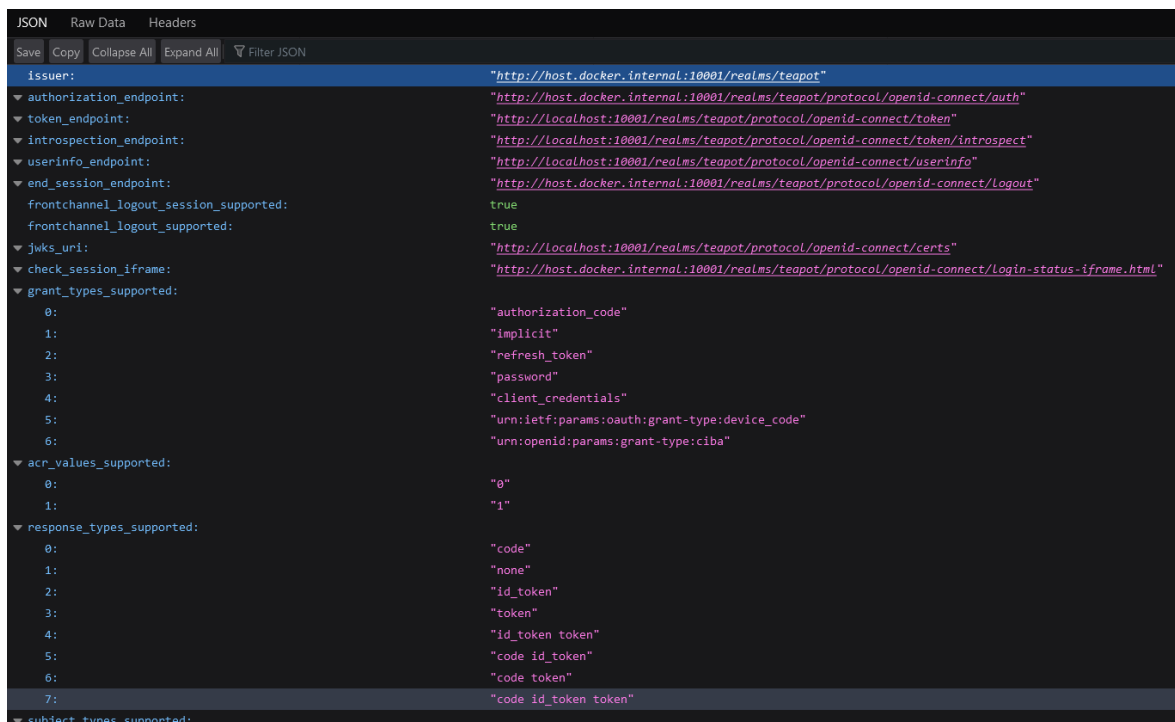 JSON Raw Data Headers
Save Copy Collapse All Expand All Filter JSON
issuer: "http://host.docker.internal:10001/realms/teapot"
authorization_endpoint: "http://host.docker.internal:10001/realms/teapot/protocol/openid-connect/auth"
token_endpoint: "http://localhost:10001/realms/teapot/protocol/openid-connect/token"
introspection_endpoint: "http://localhost:10001/realms/teapot/protocol/openid-connect/token/introspect"
userinfo_endpoint: "http://localhost:10001/realms/teapot/protocol/openid-connect/userinfo"
end_session_endpoint: "http://host.docker.internal:10001/realms/teapot/protocol/openid-connect/logout"
frontchannel_logout_session_supported: true
frontchannel_logout_supported: true
jwks_uri: "http://localhost:10001/realms/teapot/protocol/openid-connect/certs"
check_session_iframe: "http://host.docker.internal:10001/realms/teapot/protocol/openid-connect/login-status-iframe.html"
grant_types_supported:
0: "authorization_code"
1: "implicit"
2: "refresh_token"
3: "password"
4: "client_credentials"
5: "urn:ietf:params:oauth:grant-type:device_code"
6: "urn:openid:params:grant-type:ciba"
acr_values_supported:
0: "0"
1: "1"
response_types_supported:
0: "code"
1: "none"
2: "id_token"
3: "token"
4: "id_token token"
5: "code id_token"
6: "code token"
7: "code id_token token"
subject_types_supported: